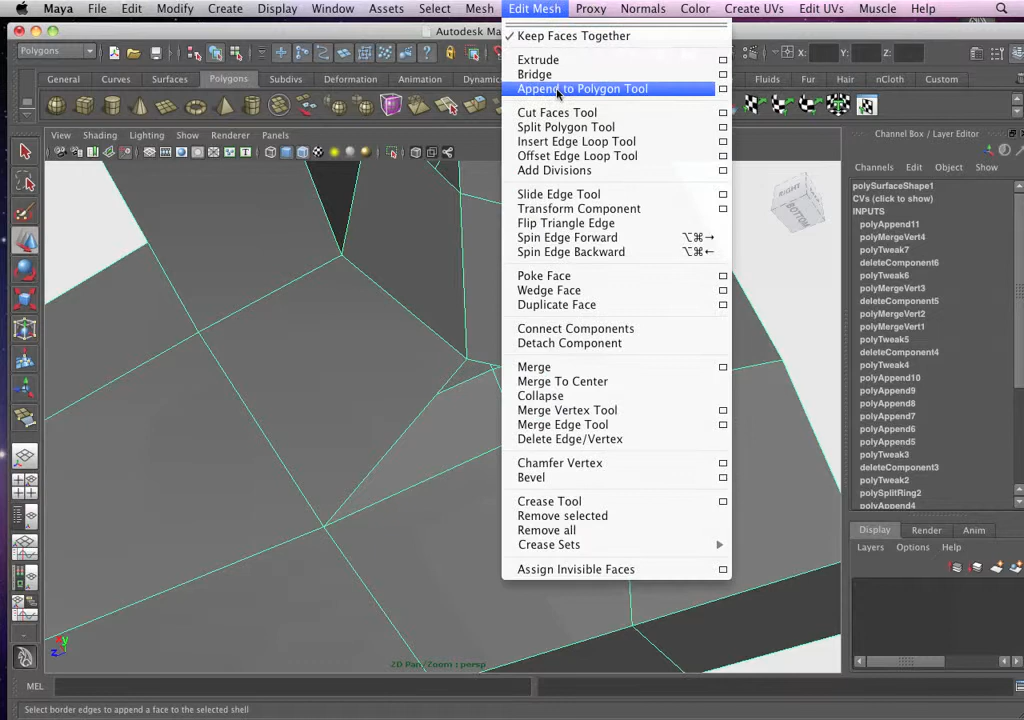 Maya File Edit Modify Create Display Window Assets Select Mesh Edit Mesh Proxy Normals Color Create UVs Edit UVs Muscle Help
Autodesk Ma
Polygons
X: Y: Z:
General Curves Surfaces Polygons Subdivs Deformation Animation Dynamic
Fluids Fur Hair nCloth Custom
View Shading Lighting Show Renderer Panels
✓ Keep Faces Together
Extrude
Bridge
Append to Polygon Tool
Cut Faces Tool
Split Polygon Tool
Insert Edge Loop Tool
Offset Edge Loop Tool
Add Divisions
Slide Edge Tool
Transform Component
Flip Triangle Edge
Spin Edge Forward ⌥⌘→
Spin Edge Backward ⌥⌘←
Poke Face
Wedge Face
Duplicate Face
Connect Components
Detach Component
Merge
Merge To Center
Collapse
Merge Vertex Tool
Merge Edge Tool
Delete Edge/Vertex
Chamfer Vertex
Bevel
Crease Tool
Remove selected
Remove all
Crease Sets
Assign Invisible Faces
RIGHT
BOTTOM
Channel Box / Layer Editor
Channels Edit Object Show
polySurfaceShape1
CVs (click to show)
INPUTS
polyAppend11
polyMergeVert4
polyTweak7
deleteComponent6
polyTweak6
polyMergeVert3
deleteComponent5
polyMergeVert2
polyMergeVert1
polyTweak5
deleteComponent4
polyTweak4
polyAppend10
polyAppend9
polyAppend8
polyAppend7
polyAppend6
polyAppend5
polyTweak3
deleteComponent3
polyTweak2
polySplitRing2
polyAppend4
Display Render Anim
Layers Options Help
y
z
2D Pan/Zoom : persp
MEL
Select border edges to append a face to the selected shell